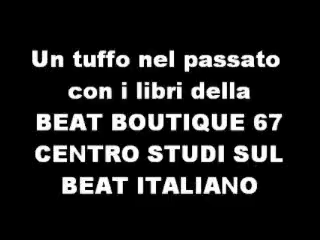 Un tuffo nel passato
con i libri della
BEAT BOUTIQUE 67
CENTRO STUDI SUL
BEAT ITALIANO